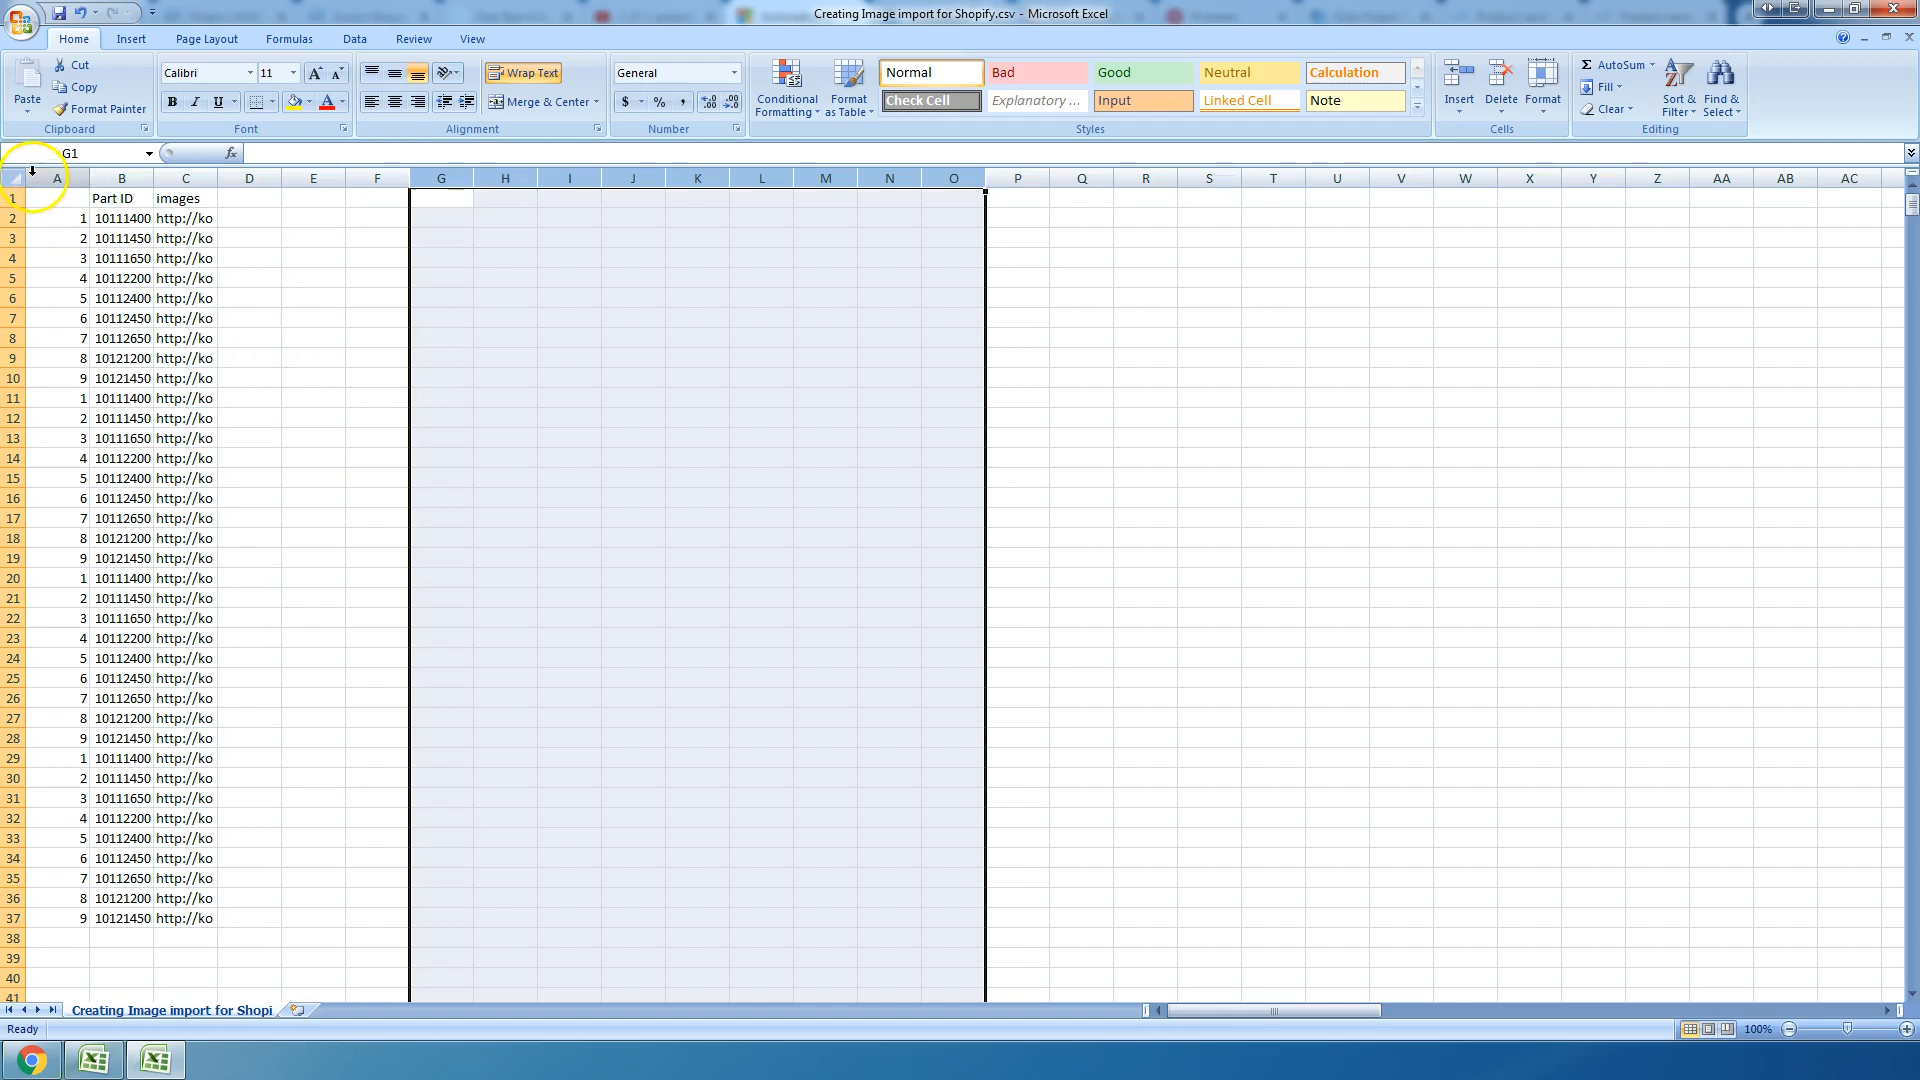 Creating Image import for Shopify.csv - Microsoft Excel
Home Insert Page Layout Formulas Data Review View
Paste Cut Copy Format Painter Clipboard
Calibri 11 B I U A Font
Wrap Text Merge & Center Alignment
General $ % , Number
Conditional Formatting Format as Table
Normal Bad Good Neutral Calculation
Check Cell Explanatory ... Input Linked Cell Note
Styles
Insert Delete Format Cells
Σ AutoSum Fill Clear Sort & Filter Find & Select Editing
G1 fx
A B C D E F G H I J K L M N O P Q R S T U V W X Y Z AA AB AC
1 Part ID images
2 1 10111400 http://ko
3 2 10111450 http://ko
4 3 10111650 http://ko
5 4 10112200 http://ko
6 5 10112400 http://ko
7 6 10112450 http://ko
8 7 10112650 http://ko
9 8 10121200 http://ko
10 9 10121450 http://ko
11 1 10111400 http://ko
12 2 10111450 http://ko
13 3 10111650 http://ko
14 4 10112200 http://ko
15 5 10112400 http://ko
16 6 10112450 http://ko
17 7 10112650 http://ko
18 8 10121200 http://ko
19 9 10121450 http://ko
20 1 10111400 http://ko
21 2 10111450 http://ko
22 3 10111650 http://ko
23 4 10112200 http://ko
24 5 10112400 http://ko
25 6 10112450 http://ko
26 7 10112650 http://ko
27 8 10121200 http://ko
28 9 10121450 http://ko
29 1 10111400 http://ko
30 2 10111450 http://ko
31 3 10111650 http://ko
32 4 10112200 http://ko
33 5 10112400 http://ko
34 6 10112450 http://ko
35 7 10112650 http://ko
36 8 10121200 http://ko
37 9 10121450 http://ko
38
39
40
41
Creating Image import for Shopi
Ready 100%